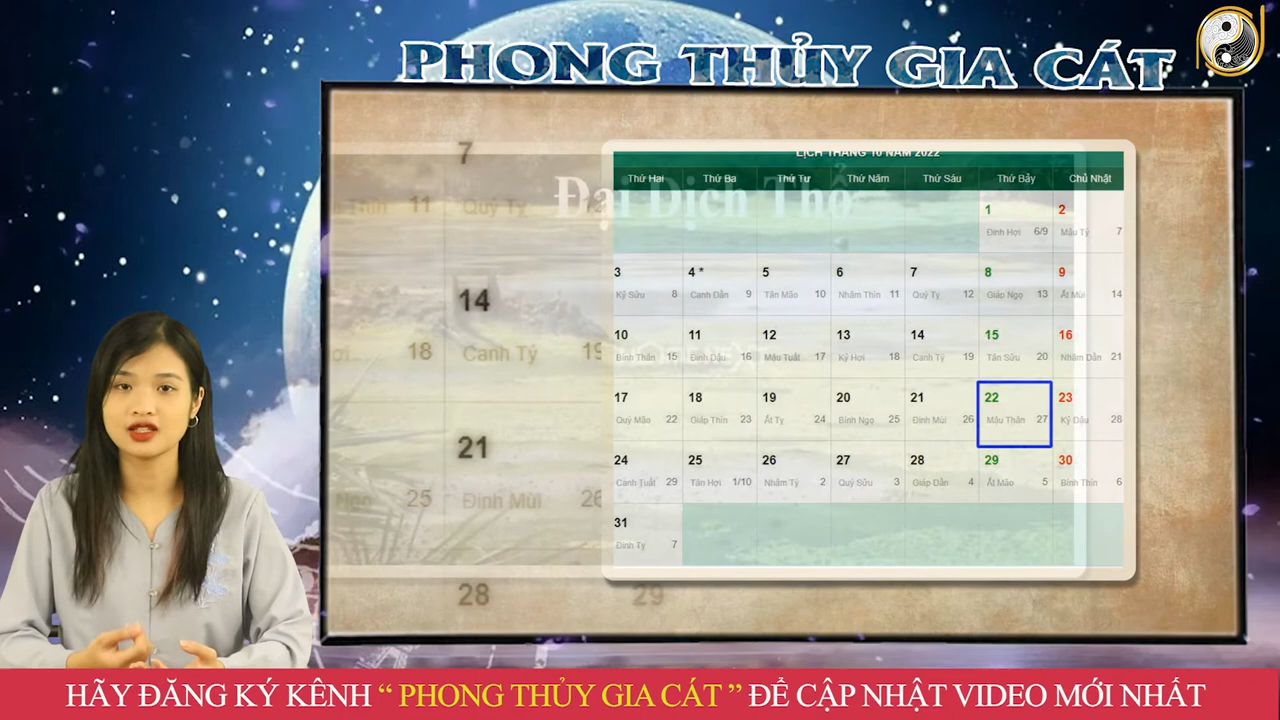 PHONG THỦY GIA CÁT
Đại Dịch Thổ
LỊCH THÁNG 10 NĂM 2022
Thứ Hai Thứ Ba Thứ Tư Thứ Năm Thứ Sáu Thứ Bảy Chủ Nhật
1 2
Đinh Hợi 6/9 Mậu Tý 7
3 4 * 5 6 7 8 9
Kỷ Sửu 8 Canh Dần 9 Tân Mão 10 Nhâm Thìn 11 Quý Tỵ 12 Giáp Ngọ 13 Ất Mùi 14
10 11 12 13 14 15 16
Bính Thân 15 Đinh Dậu 16 Mậu Tuất 17 Kỷ Hợi 18 Canh Tý 19 Tân Sửu 20 Nhâm Dần 21
17 18 19 20 21 22 23
Quý Mão 22 Giáp Thìn 23 Ất Tỵ 24 Bính Ngọ 25 Đinh Mùi 26 Mậu Thân 27 Kỷ Dậu 28
24 25 26 27 28 29 30
Canh Tuất 29 Tân Hợi 1/10 Nhâm Tý 2 Quý Sửu 3 Giáp Dần 4 Ất Mão 5 Bính Thìn 6
31
Đinh Tỵ 7
7
11 Quý Tỵ
14
18 Canh Tý 19
21
25 Đinh Mùi 26
28 29
HÃY ĐĂNG KÝ KÊNH “ PHONG THỦY GIA CÁT ” ĐỂ CẬP NHẬT VIDEO MỚI NHẤT